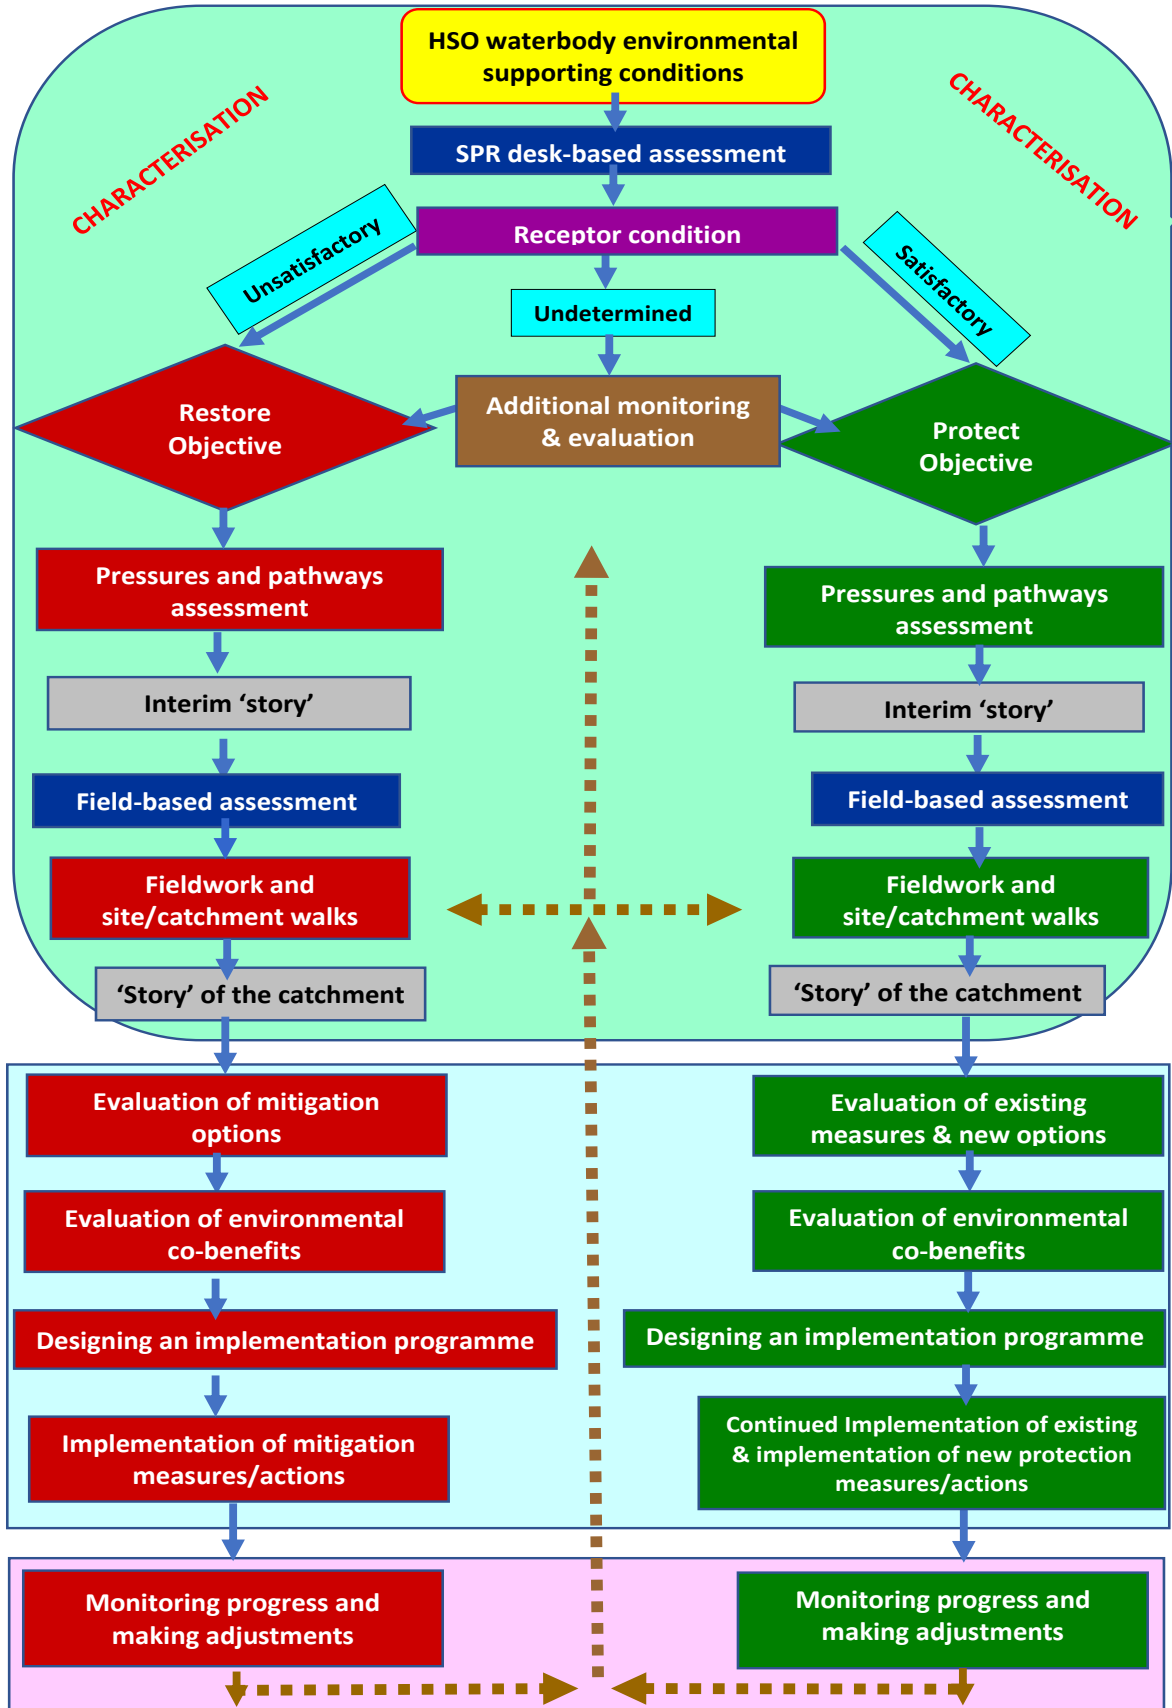 HSO waterbody environmental
supporting conditions
CHARACTERISATION
CHARACTERISATION
SPR desk-based assessment
Receptor condition
Unsatisfactory
Undetermined
Satisfactory
Restore
Objective
Additional monitoring
& evaluation
Protect
Objective
Pressures and pathways
assessment
Interim ‘story’
Field-based assessment
Fieldwork and
site/catchment walks
‘Story’ of the catchment
Pressures and pathways
assessment
Interim ‘story’
Field-based assessment
Fieldwork and
site/catchment walks
‘Story’ of the catchment
Evaluation of mitigation
options
Evaluation of environmental
co-benefits
Designing an implementation programme
Implementation of mitigation
measures/actions
Evaluation of existing
measures & new options
Evaluation of environmental
co-benefits
Designing an implementation programme
Continued Implementation of existing
& implementation of new protection
measures/actions
Monitoring progress and
making adjustments
Monitoring progress and
making adjustments